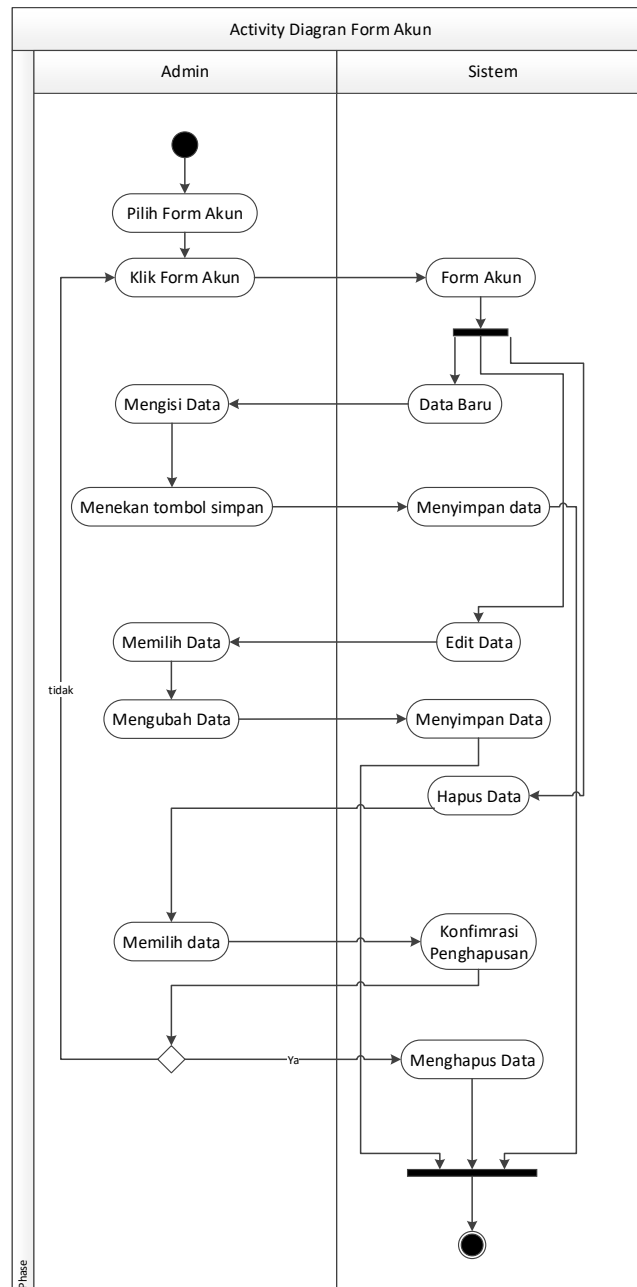 Activity Diagran Form Akun
Admin
Sistem
Pilih Form Akun
Klik Form Akun
Form Akun
Mengisi Data
Data Baru
Menekan tombol simpan
Menyimpan data
Memilih Data
Edit Data
tidak
Mengubah Data
Menyimpan Data
Hapus Data
Memilih data
Konfimrasi
Penghapusan
Ya
Menghapus Data
Phase